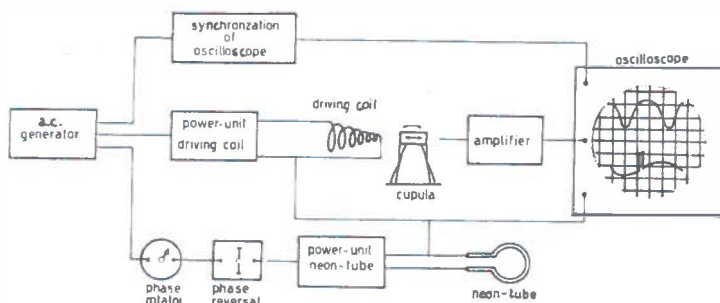 synchronzation
of
oscilloscope
oscilloscope
a.c.
generator
power-unit
driving coil
driving coil
cupula
amplifier
phase
rotator
phase
reversal
power-unit
neon-tube
neon-tube